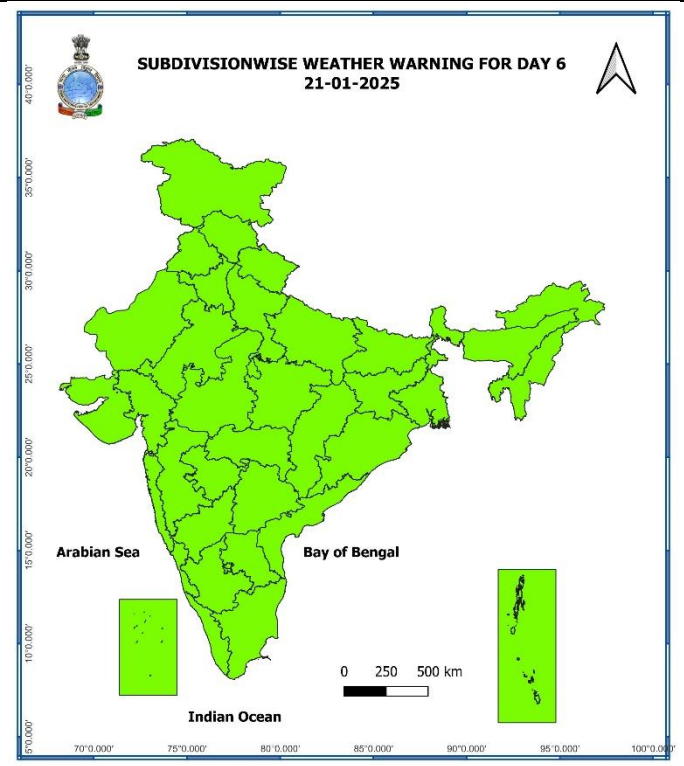 SUBDIVISIONWISE WEATHER WARNING FOR DAY 6
21-01-2025
40°0.000'
35°0.000'
30°0.000'
25°0.000'
20°0.000'
15°0.000'
10°0.000'
5°0.000'
Arabian Sea
Bay of Bengal
0 250 500 km
Indian Ocean
70°0.000' 75°0.000' 80°0.000' 85°0.000' 90°0.000' 95°0.000' 100°0.000'